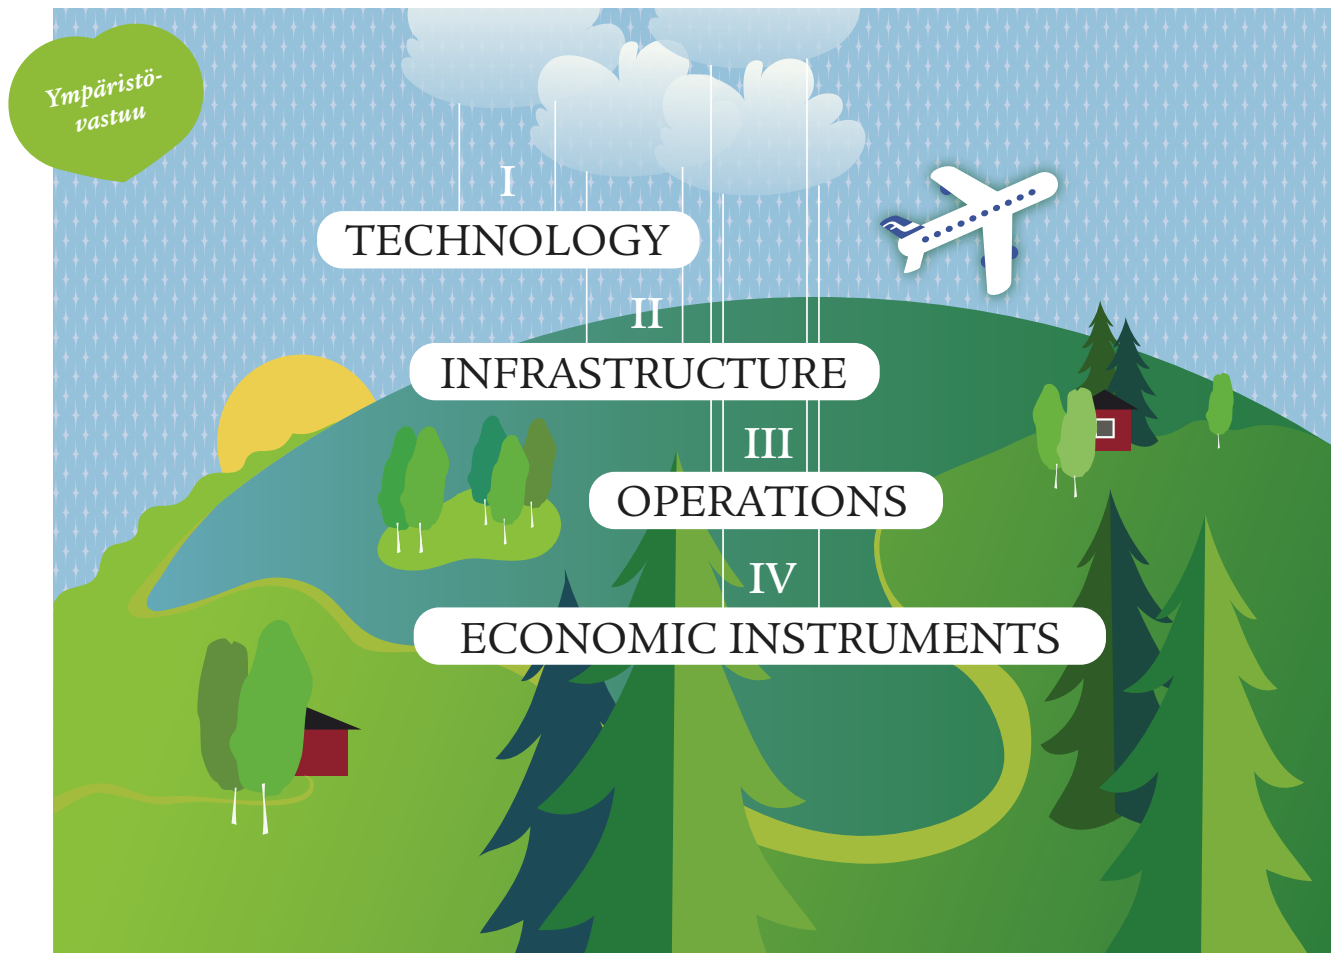 Ympäristö-
vastuu
I
TECHNOLOGY
II
INFRASTRUCTURE
III
OPERATIONS
IV
ECONOMIC INSTRUMENTS